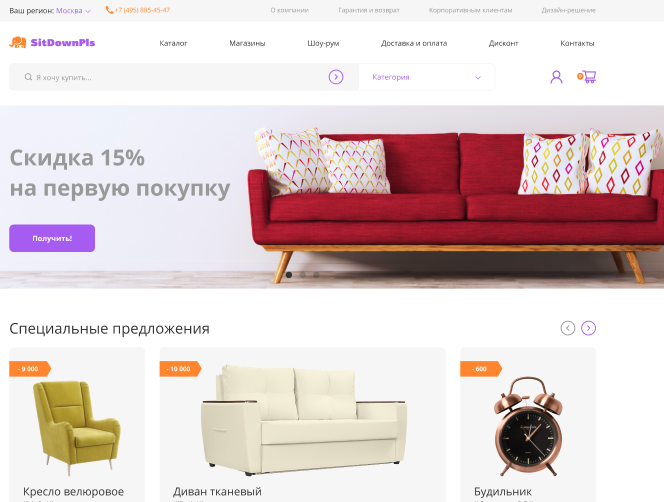 Ваш регион: Москва +7 (495) 885-45-47 О компании Гарантия и возврат Корпоративным клиентам Дизайн-решение
SitDownPls Каталог Магазины Шоу-рум Доставка и оплата Дисконт Контакты
Я хочу купить... Категория 0
Скидка 15%
на первую покупку
Получить!
Специальные предложения
- 9 000 - 10 000 - 600
Кресло велюровое Диван тканевый Будильник